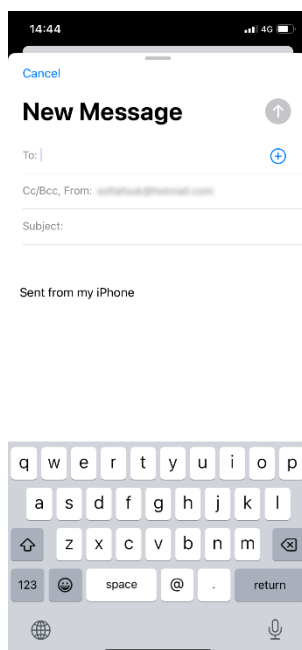 14:44 4G
Cancel
New Message
To:
Cc/Bcc, From:
Subject:
Sent from my iPhone
q w e r t y u i o p
a s d f g h j k l
z x c v b n m
123 space @ . return